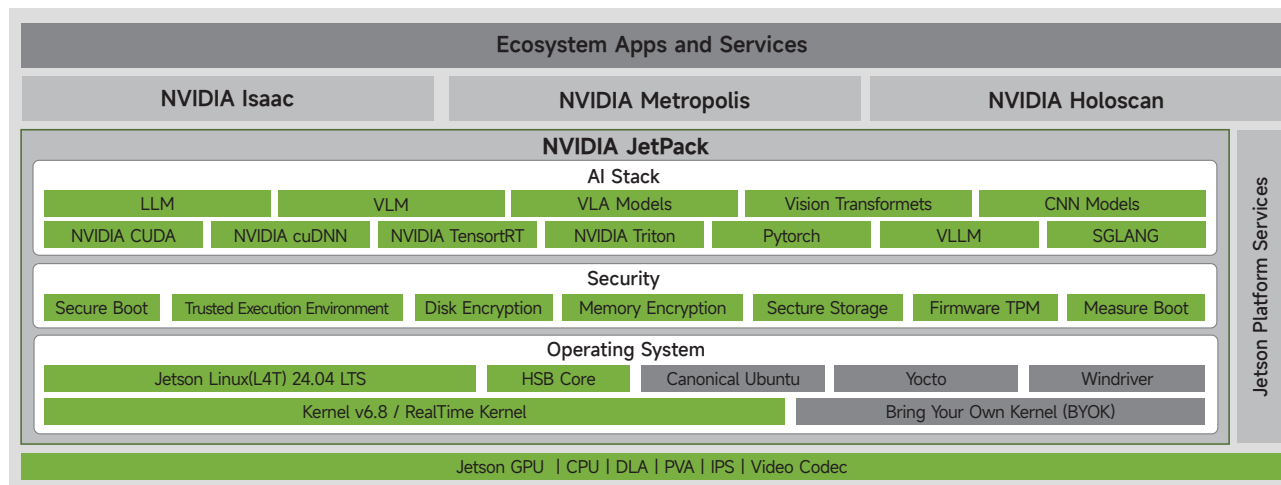 Ecosystem Apps and Services
NVIDIA Isaac
NVIDIA Metropolis
NVIDIA Holoscan
NVIDIA JetPack
AI Stack
LLM
VLM
VLA Models
Vision Transformets
CNN Models
NVIDIA CUDA
NVIDIA cuDNN
NVIDIA TensortRT
NVIDIA Triton
Pytorch
VLLM
SGLANG
Security
Secure Boot
Trusted Execution Environment
Disk Encryption
Memory Encryption
Secture Storage
Firmware TPM
Measure Boot
Operating System
Jetson Linux(L4T) 24.04 LTS
HSB Core
Canonical Ubuntu
Yocto
Windriver
Kernel v6.8 / RealTime Kernel
Bring Your Own Kernel (BYOK)
Jetson Platform Services
Jetson GPU | CPU | DLA | PVA | IPS | Video Codec